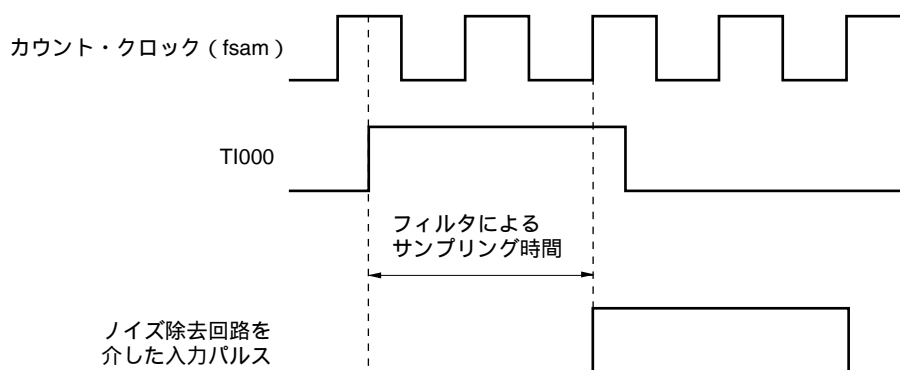 カウント・クロック（fsam）
TI000
フィルタによる
サンプリング時間
ノイズ除去回路を
介した入力パルス